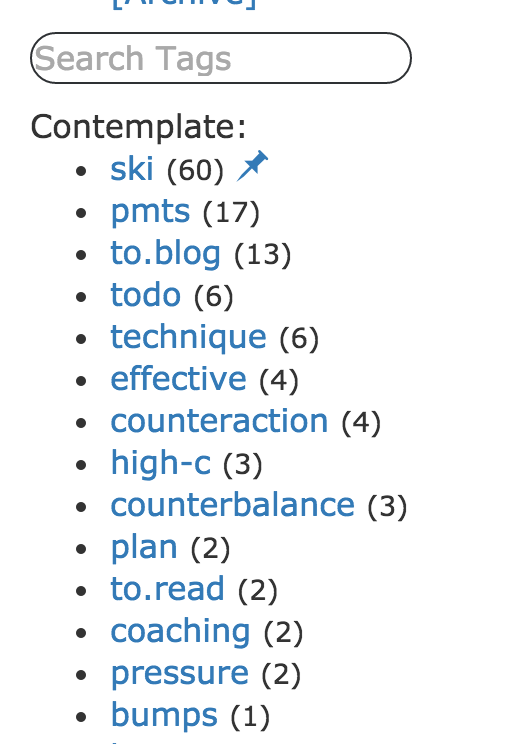 [Archive]
Search Tags
Contemplate:
ski (60)
pmts (17)
to.blog (13)
todo (6)
technique (6)
effective (4)
counteraction (4)
high-c (3)
counterbalance (3)
plan (2)
to.read (2)
coaching (2)
pressure (2)
bumps (1)